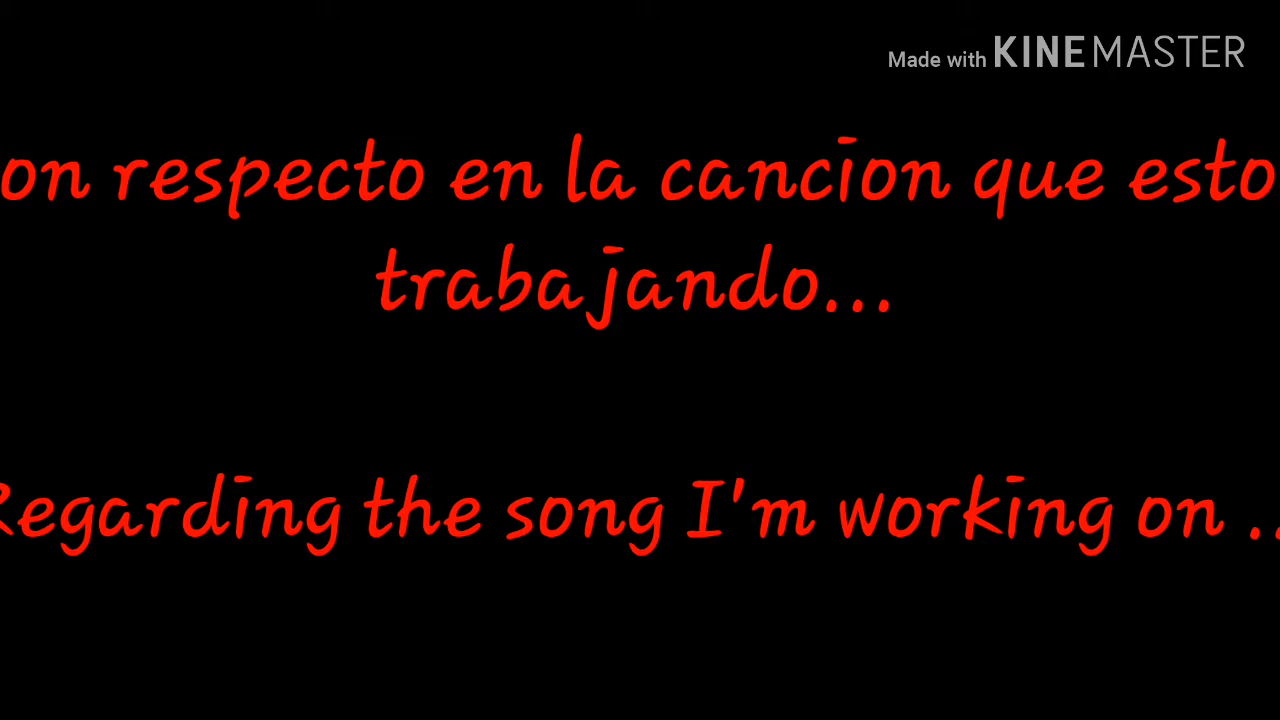 Made with KINEMASTER
on respecto en la cancion que esto
trabajando...
Regarding the song I'm working on ..